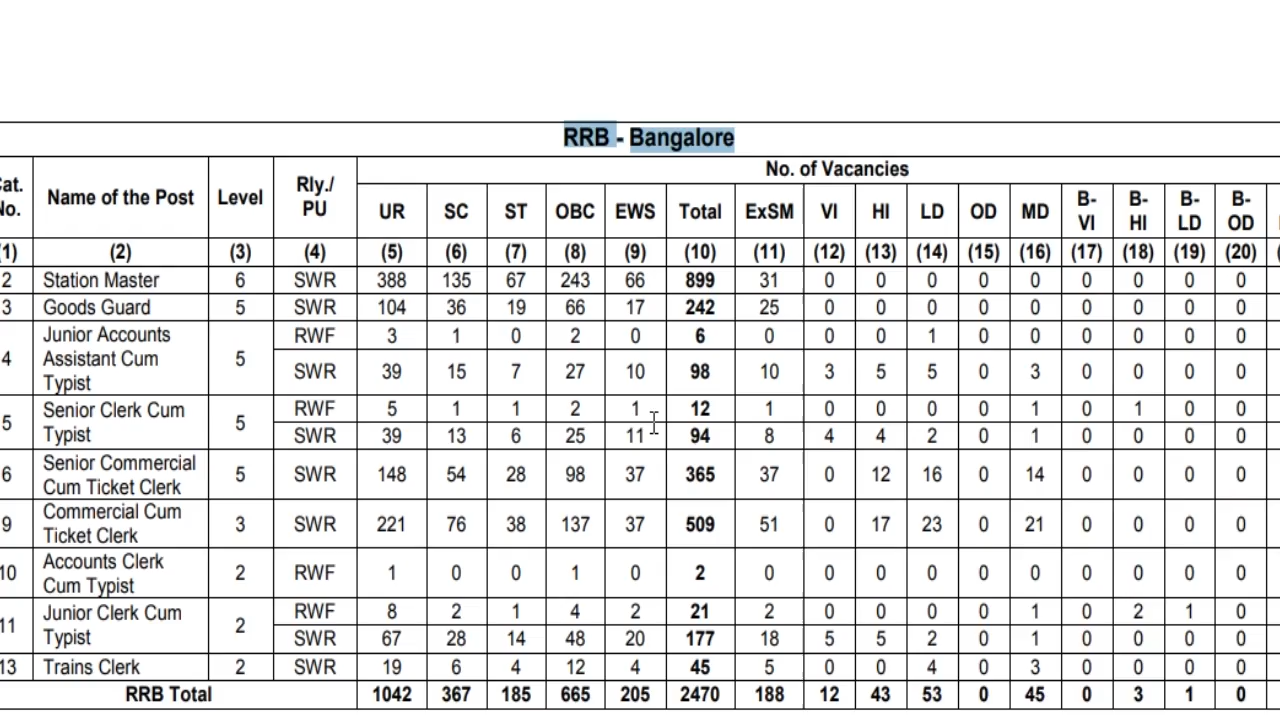 RRB - Bangalore
Cat. No. Name of the Post Level Rly./ PU No. of Vacancies
UR SC ST OBC EWS Total ExSM VI HI LD OD MD B-VI B-HI B-LD B-OD
(1) (2) (3) (4) (5) (6) (7) (8) (9) (10) (11) (12) (13) (14) (15) (16) (17) (18) (19) (20)
2 Station Master 6 SWR 388 135 67 243 66 899 31 0 0 0 0 0 0 0 0 0
3 Goods Guard 5 SWR 104 36 19 66 17 242 25 0 0 0 0 0 0 0 0 0
4 Junior Accounts Assistant Cum Typist 5 RWF 3 1 0 2 0 6 0 0 0 1 0 0 0 0 0 0
SWR 39 15 7 27 10 98 10 3 5 5 0 3 0 0 0 0
5 Senior Clerk Cum Typist 5 RWF 5 1 1 2 1 12 1 0 0 0 0 1 0 1 0 0
SWR 39 13 6 25 11 94 8 4 4 2 0 1 0 0 0 0
6 Senior Commercial Cum Ticket Clerk 5 SWR 148 54 28 98 37 365 37 0 12 16 0 14 0 0 0 0
9 Commercial Cum Ticket Clerk 3 SWR 221 76 38 137 37 509 51 0 17 23 0 21 0 0 0 0
10 Accounts Clerk Cum Typist 2 RWF 1 0 0 1 0 2 0 0 0 0 0 0 0 0 0 0
11 Junior Clerk Cum Typist 2 RWF 8 2 1 4 2 21 2 0 0 0 0 1 0 2 1 0
SWR 67 28 14 48 20 177 18 5 5 2 0 1 0 0 0 0
13 Trains Clerk 2 SWR 19 6 4 12 4 45 5 0 0 4 0 3 0 0 0 0
RRB Total 1042 367 185 665 205 2470 188 12 43 53 0 45 0 3 1 0